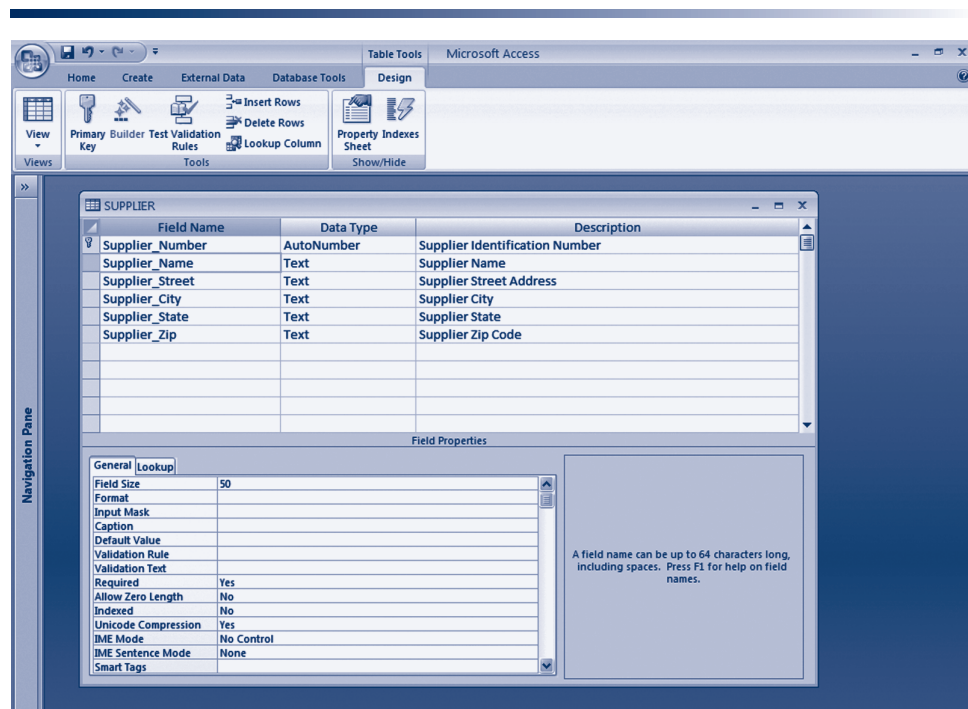 Table Tools Microsoft Access
Home Create External Data Database Tools Design
View
Primary Key
Builder
Test Validation Rules
Insert Rows
Delete Rows
Lookup Column
Property Sheet
Indexes
Views Tools Show/Hide
Navigation Pane
SUPPLIER
Field Name Data Type Description
Supplier_Number AutoNumber Supplier Identification Number
Supplier_Name Text Supplier Name
Supplier_Street Text Supplier Street Address
Supplier_City Text Supplier City
Supplier_State Text Supplier State
Supplier_Zip Text Supplier Zip Code
Field Properties
General Lookup
Field Size 50
Format
Input Mask
Caption
Default Value
Validation Rule
Validation Text
Required Yes
Allow Zero Length No
Indexed No
Unicode Compression Yes
IME Mode No Control
IME Sentence Mode None
Smart Tags
A field name can be up to 64 characters long,
including spaces. Press F1 for help on field
names.